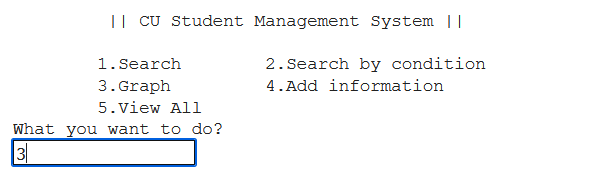 || CU Student Management System ||
1.Search 2.Search by condition
3.Graph 4.Add information
5.View All
What you want to do?
3